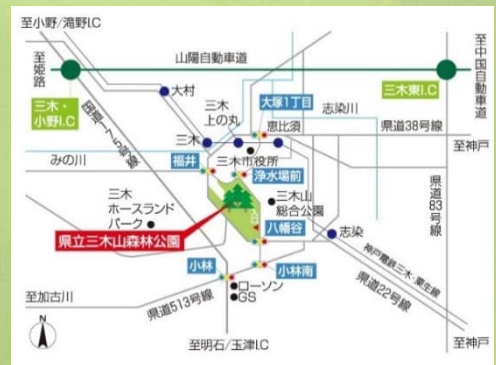 至小野/滝野I.C
至姫路
山陽自動車道
至中国自動車道
三木・
小野I.C
大村
国道175号線
三木
上の丸
大塚1丁目
志染川
三木東I.C
恵比須
県道38号線
三木
至神戸
みの川
福井
三木市役所
浄水場前
三木
ホースランド
パーク
三木山
総合公園
県道83号線
県立三木山森林公園
八幡谷
志染
神戸電鉄三木・粟生線
小林
小林南
県道22号線
至加古川
県道513号線
ローソン
GS
N
至明石/玉津I.C
至神戸